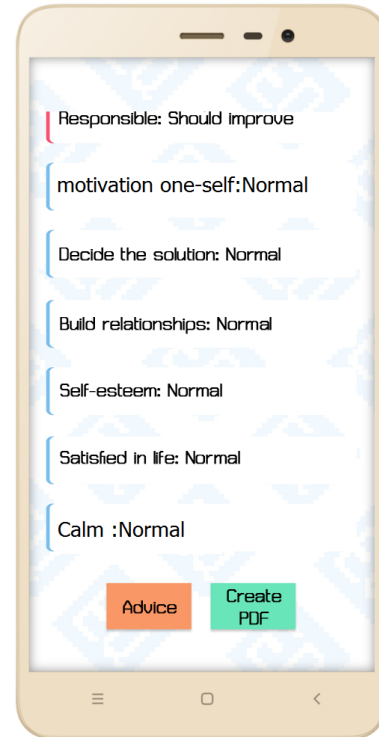 Responsible: Should improve
motivation one-self:Normal
Decide the solution: Normal
Build relationships: Normal
Self-esteem: Normal
Satisfied in life: Normal
Calm :Normal
Advice
Create
PDF